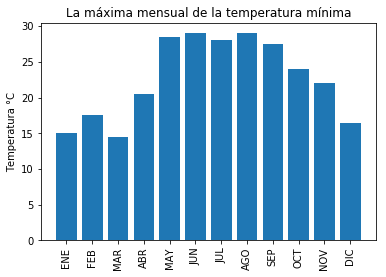 La máxima mensual de la temperatura mínima
Temperatura °C
30
25
20
15
10
5
0
ENE
FEB
MAR
ABR
MAY
JUN
JUL
AGO
SEP
OCT
NOV
DIC